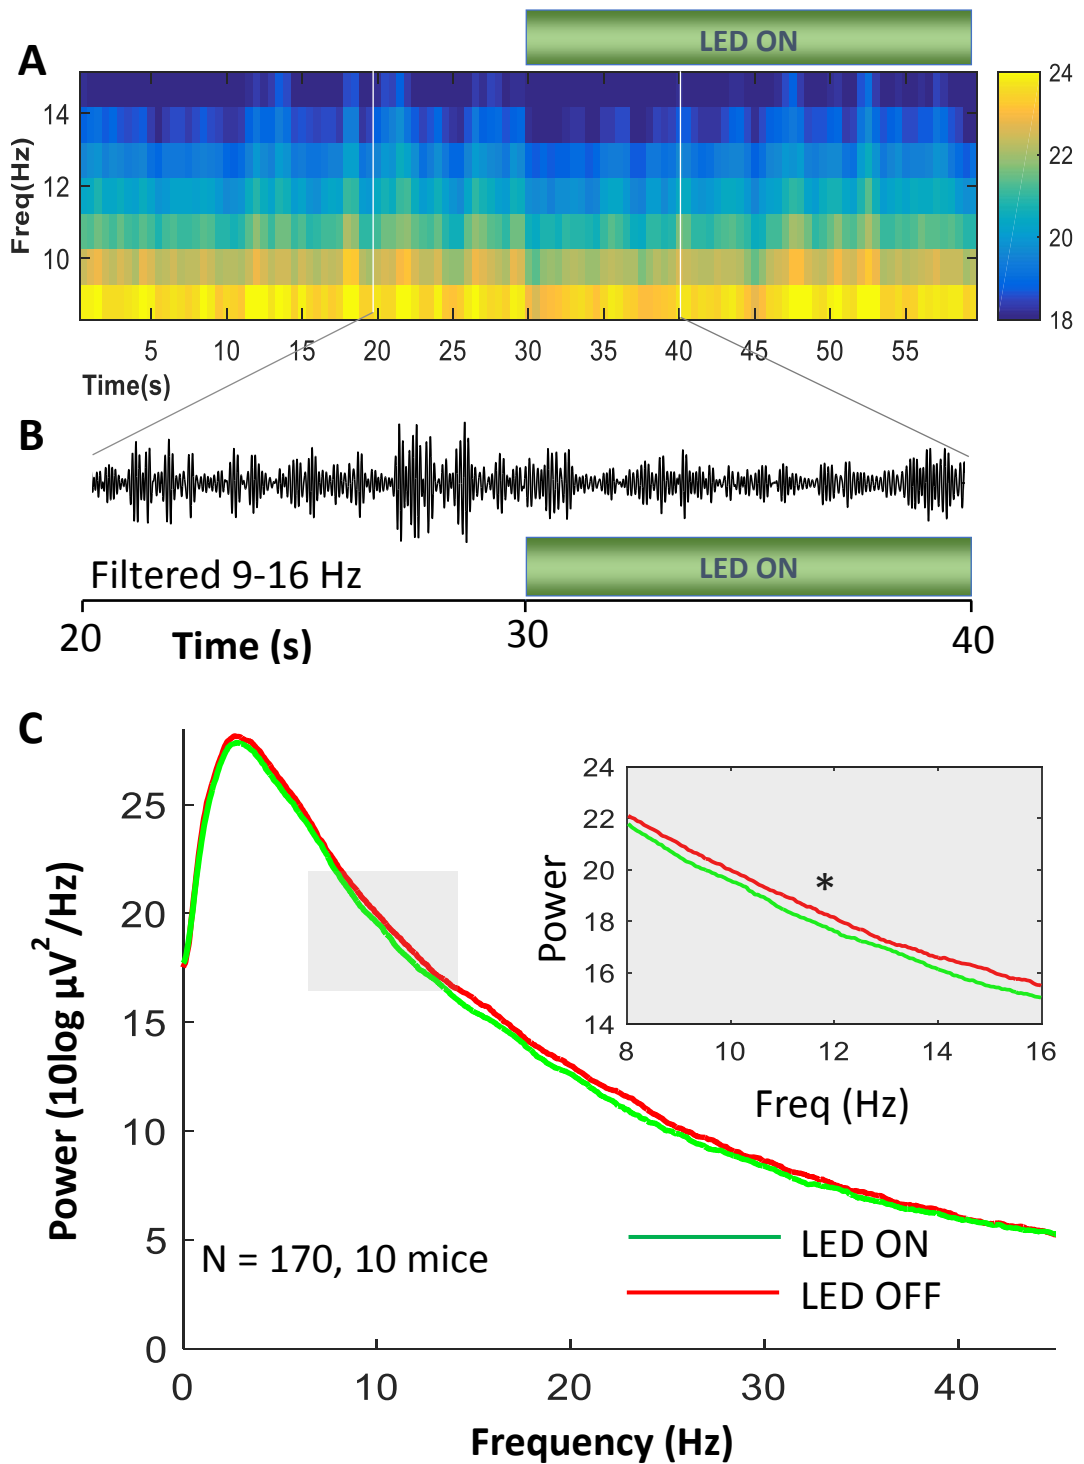 LED ON
A
Freq(Hz)
14
12
10
24
22
20
18
5 10 15 20 25 30 35 40 45 50 55
Time(s)
B
LED ON
Filtered 9-16 Hz
20 30 40
Time (s)
C
Power (10log µV²/Hz)
25
20
15
10
5
0
N = 170, 10 mice
0 10 20 30 40
Frequency (Hz)
Power
24
22
20
18
16
14
*
8 10 12 14 16
Freq (Hz)
LED ON
LED OFF